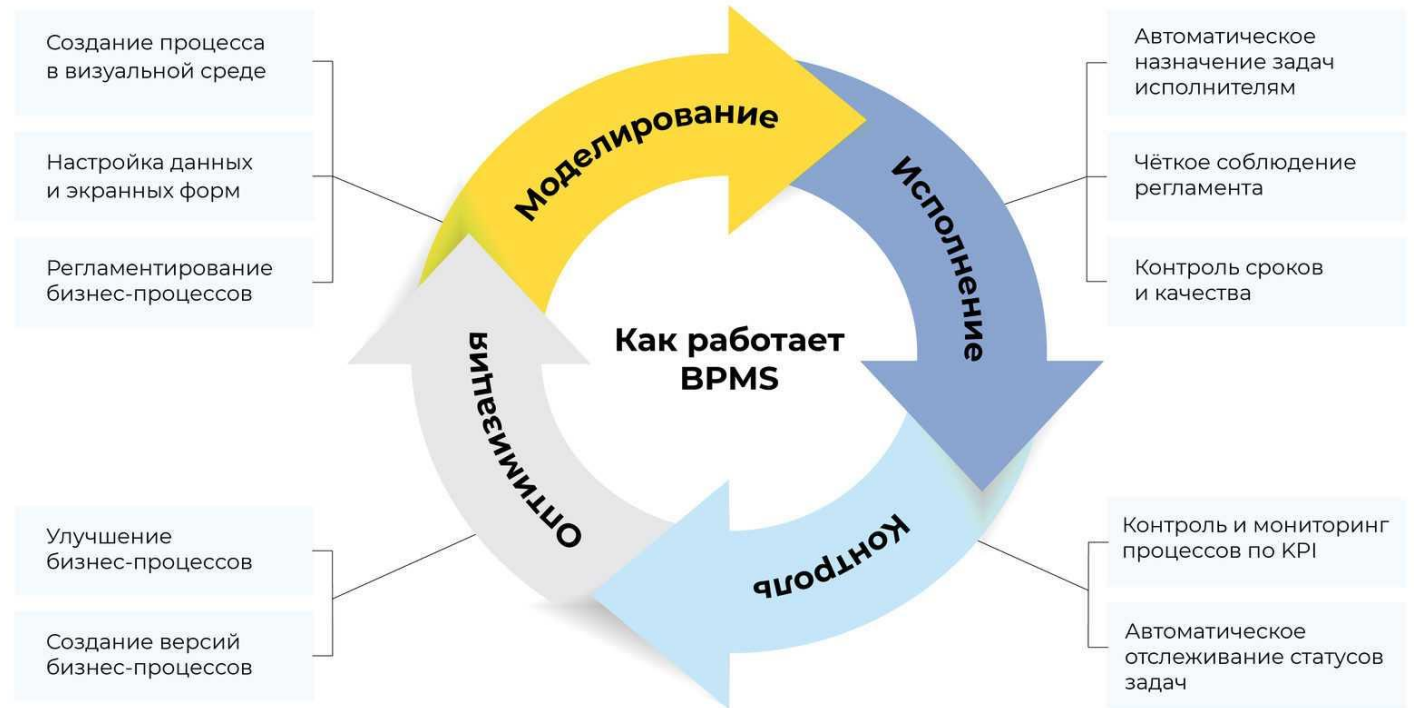 Создание процесса
в визуальной среде
Настройка данных
и экранных форм
Регламентирование
бизнес-процессов
Моделирование
Автоматическое
назначение задач
исполнителям
Чёткое соблюдение
регламента
Контроль сроков
и качества
Исполнение
Как работает
BPMS
Контроль
Контроль и мониторинг
процессов по KPI
Автоматическое
отслеживание статусов
задач
Оптимизация
Улучшение
бизнес-процессов
Создание версий
бизнес-процессов